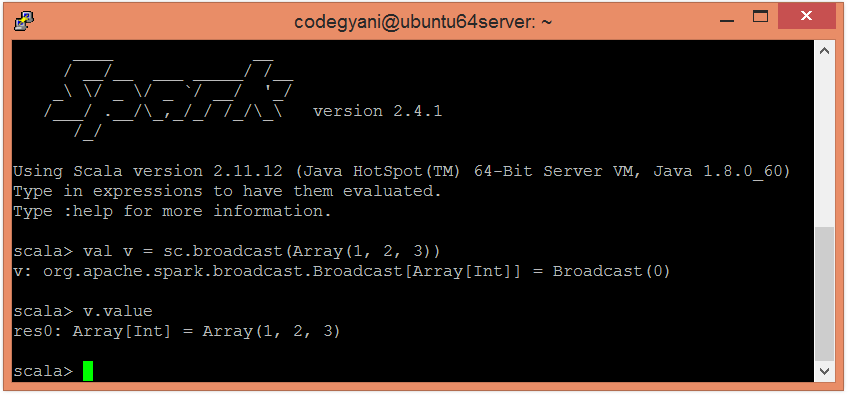 codegyani@ubuntu64server: ~
Spark version 2.4.1
Using Scala version 2.11.12 (Java HotSpot(TM) 64-Bit Server VM, Java 1.8.0_60)
Type in expressions to have them evaluated.
Type :help for more information.
scala> val v = sc.broadcast(Array(1, 2, 3))
v: org.apache.spark.broadcast.Broadcast[Array[Int]] = Broadcast(0)
scala> v.value
res0: Array[Int] = Array(1, 2, 3)
scala>